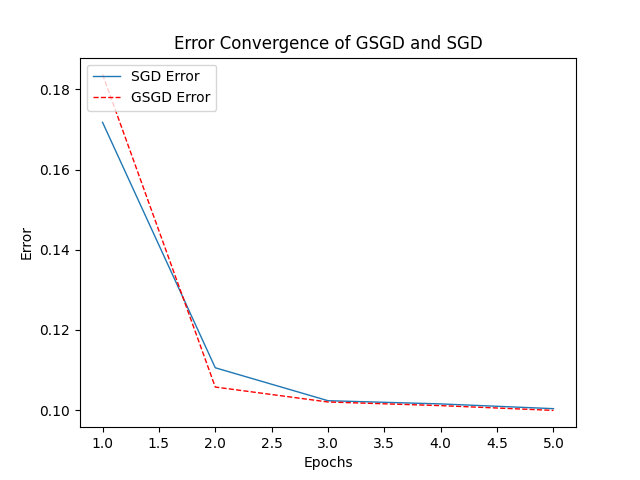 Error Convergence of GSGD and SGD
SGD Error
GSGD Error
0.18
0.16
0.14
0.12
0.10
Error
1.0 1.5 2.0 2.5 3.0 3.5 4.0 4.5 5.0
Epochs